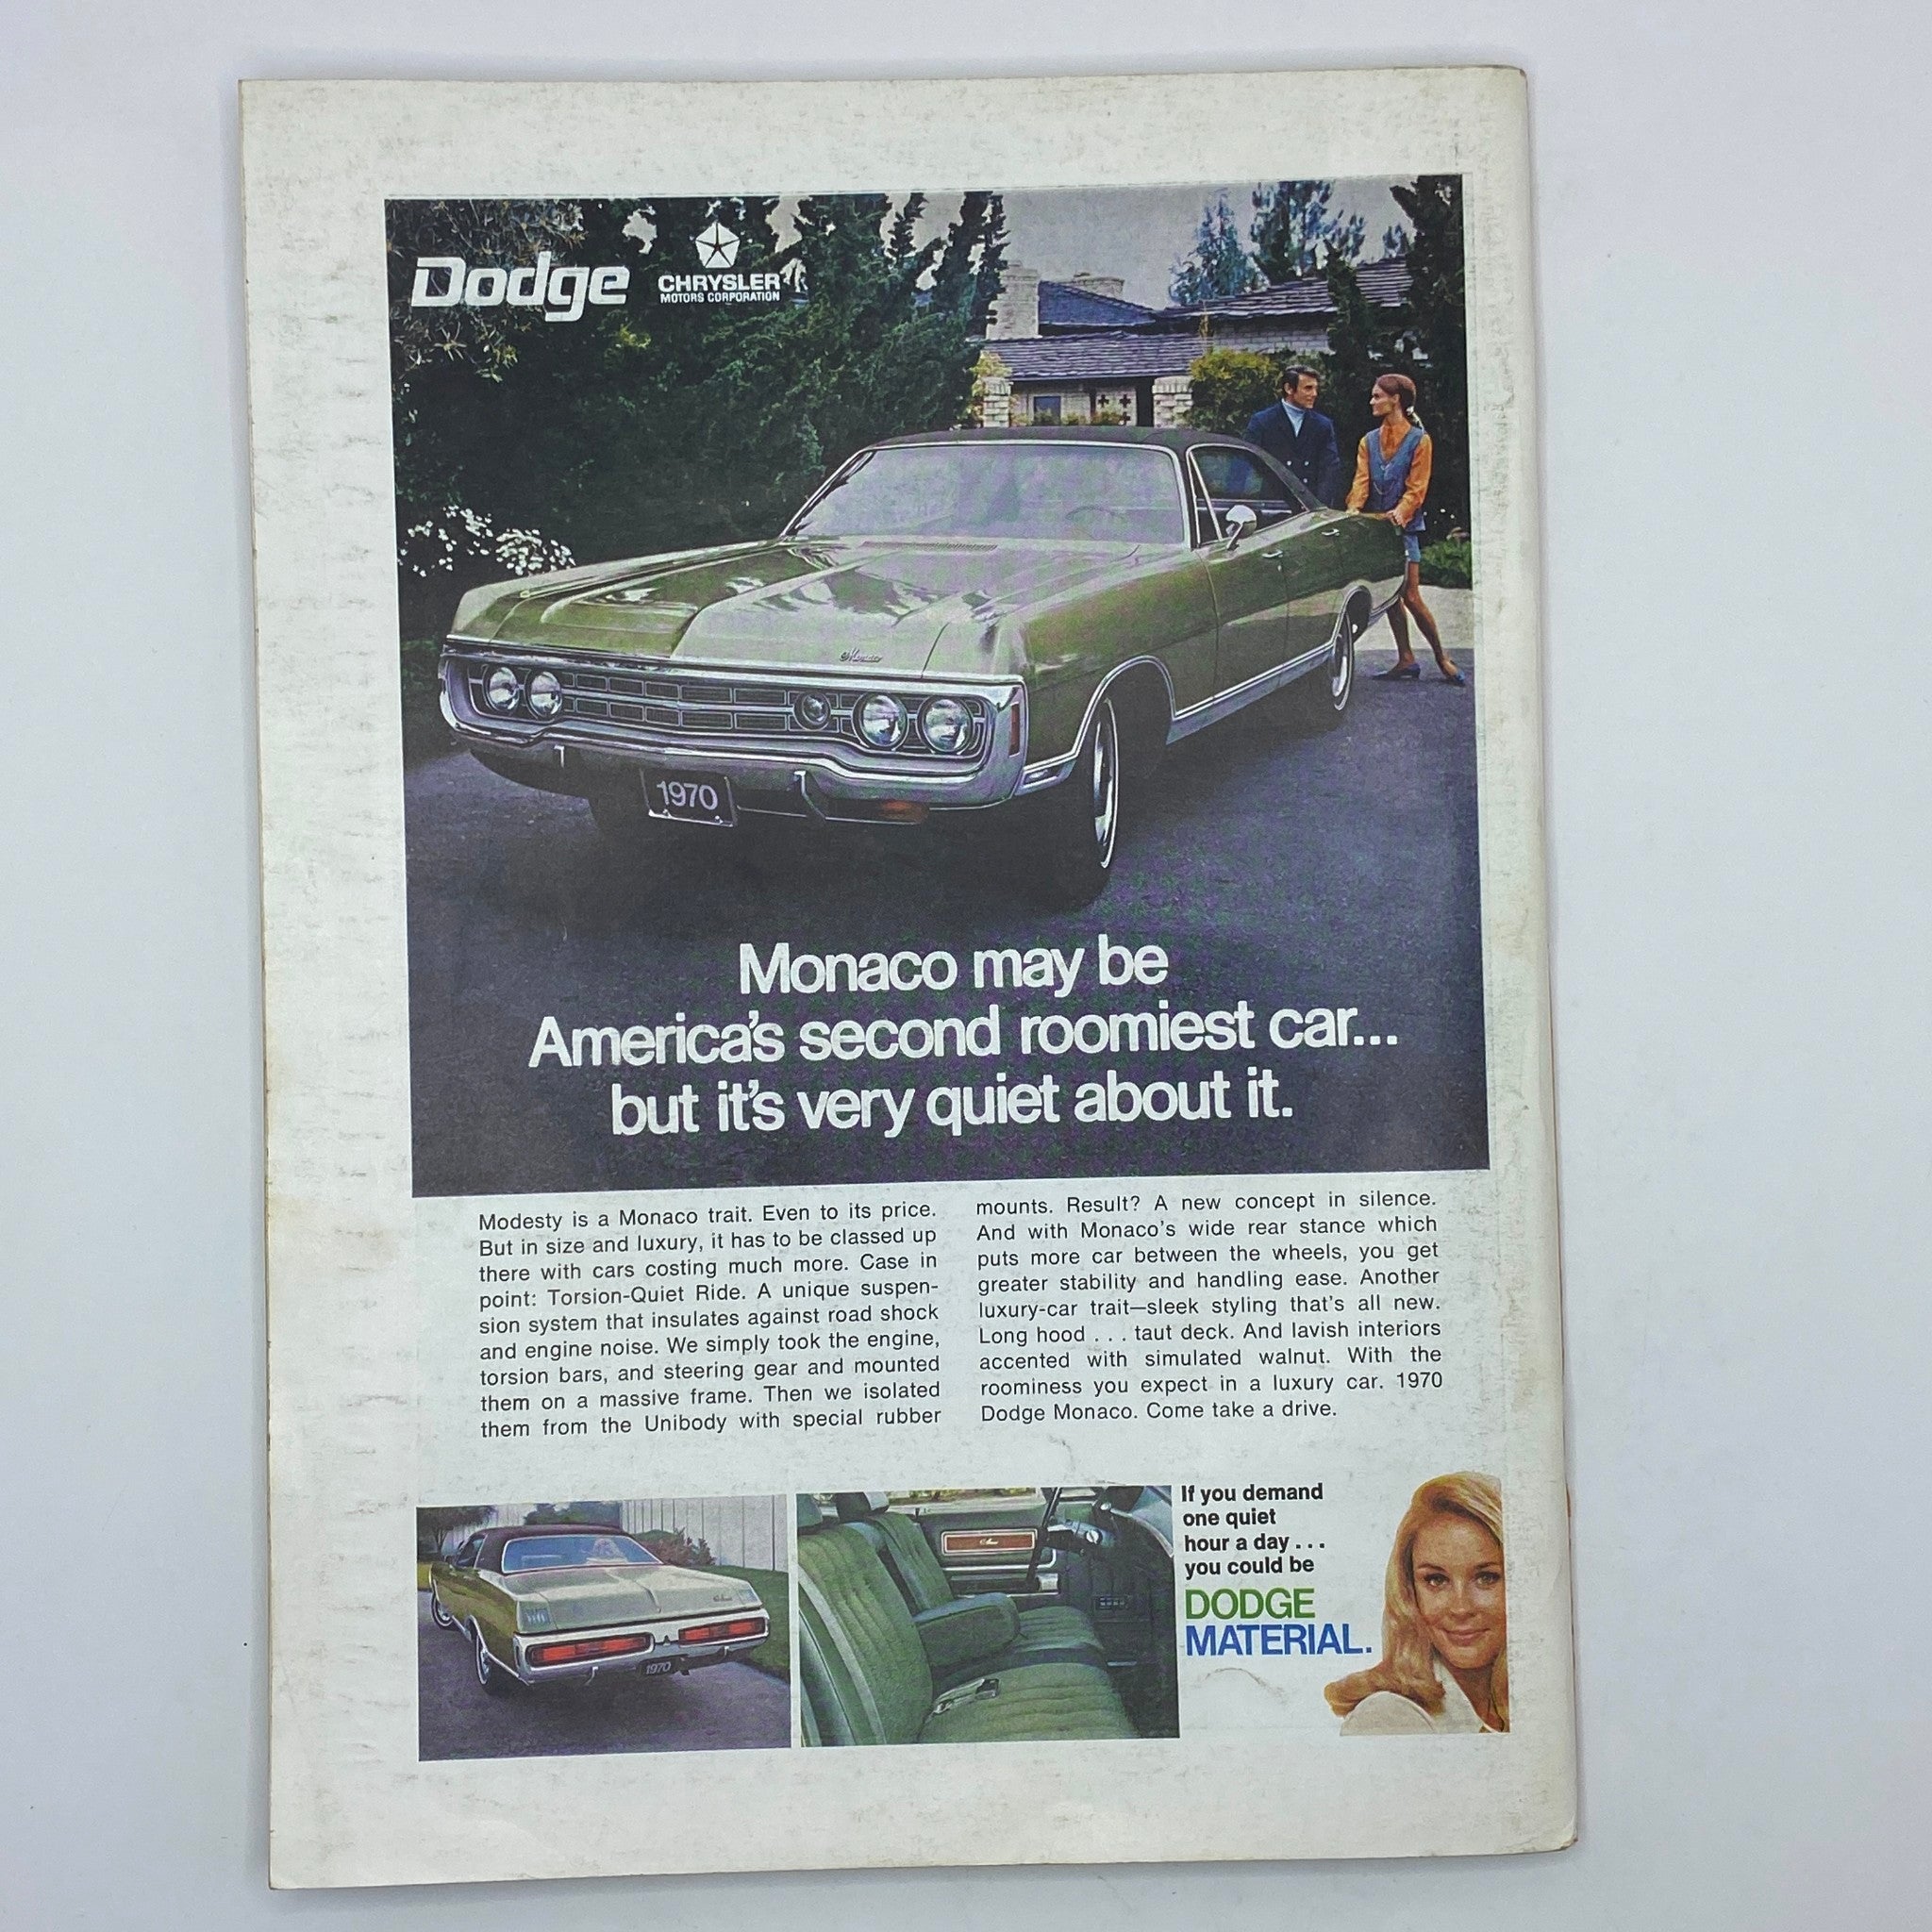 Dodge
CHRYSLER
MOTORS CORPORATION
Monaco
1970
Monaco may be
America's second roomiest car...
but it's very quiet about it.
Modesty is a Monaco trait. Even to its price.
But in size and luxury, it has to be classed up
there with cars costing much more. Case in
point: Torsion-Quiet Ride. A unique suspen-
sion system that insulates against road shock
and engine noise. We simply took the engine,
torsion bars, and steering gear and mounted
them on a massive frame. Then we isolated
them from the Unibody with special rubber
mounts. Result? A new concept in silence.
And with Monaco's wide rear stance which
puts more car between the wheels, you get
greater stability and handling ease. Another
luxury-car trait—sleek styling that's all new.
Long hood . . . taut deck. And lavish interiors
accented with simulated walnut. With the
roominess you expect in a luxury car. 1970
Dodge Monaco. Come take a drive.
1970
If you demand
one quiet
hour a day . . .
you could be
DODGE
MATERIAL.